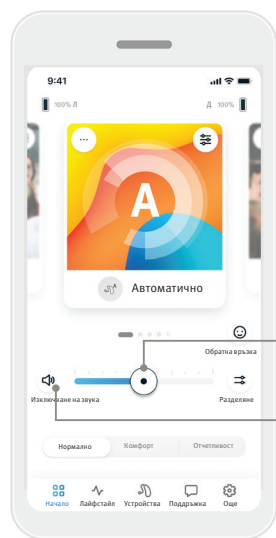 9:41
100% Л
Д 100%
A
Автоматично
Обратна връзка
Изключване на звука
Разделяне
Нормално Комфорт Отчетливост
Начало Лайфстайл Устройства Поддръжка Още